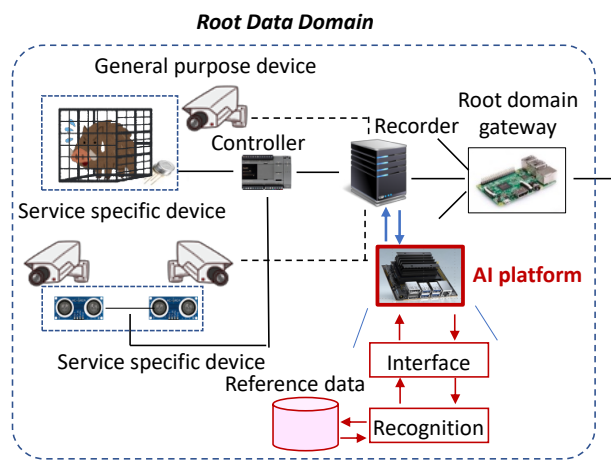 Root Data Domain
General purpose device
Root domain
gateway
Recorder
Controller
Service specific device
AI platform
Service specific device
Interface
Reference data
Recognition